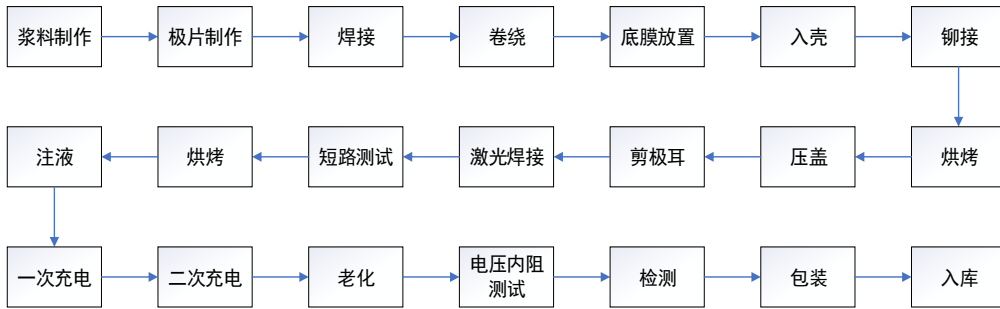 浆料制作
极片制作
焊接
卷绕
底膜放置
入壳
铆接
烘烤
压盖
剪极耳
激光焊接
短路测试
烘烤
注液
一次充电
二次充电
老化
电压内阻
测试
检测
包装
入库